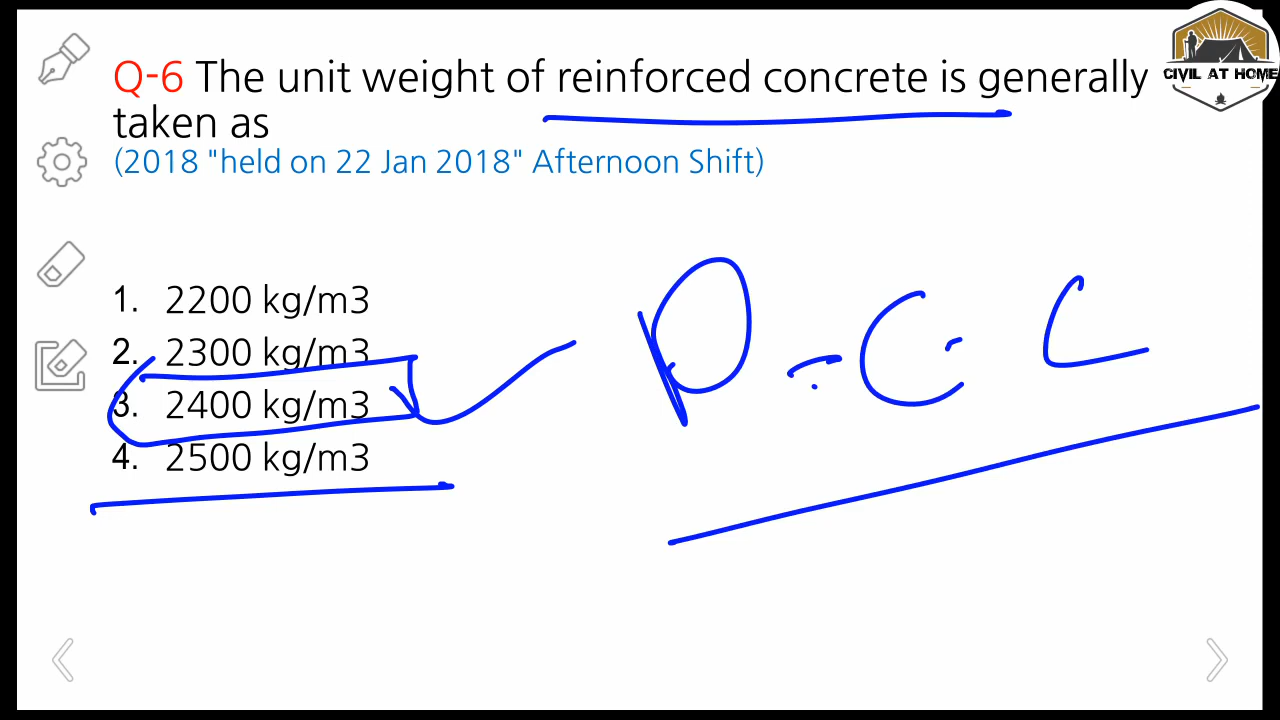 Q-6 The unit weight of reinforced concrete is generally
taken as
(2018 "held on 22 Jan 2018" Afternoon Shift)
1. 2200 kg/m3
2. 2300 kg/m3
3. 2400 kg/m3
4. 2500 kg/m3
P.C.C
CIVIL AT HOME